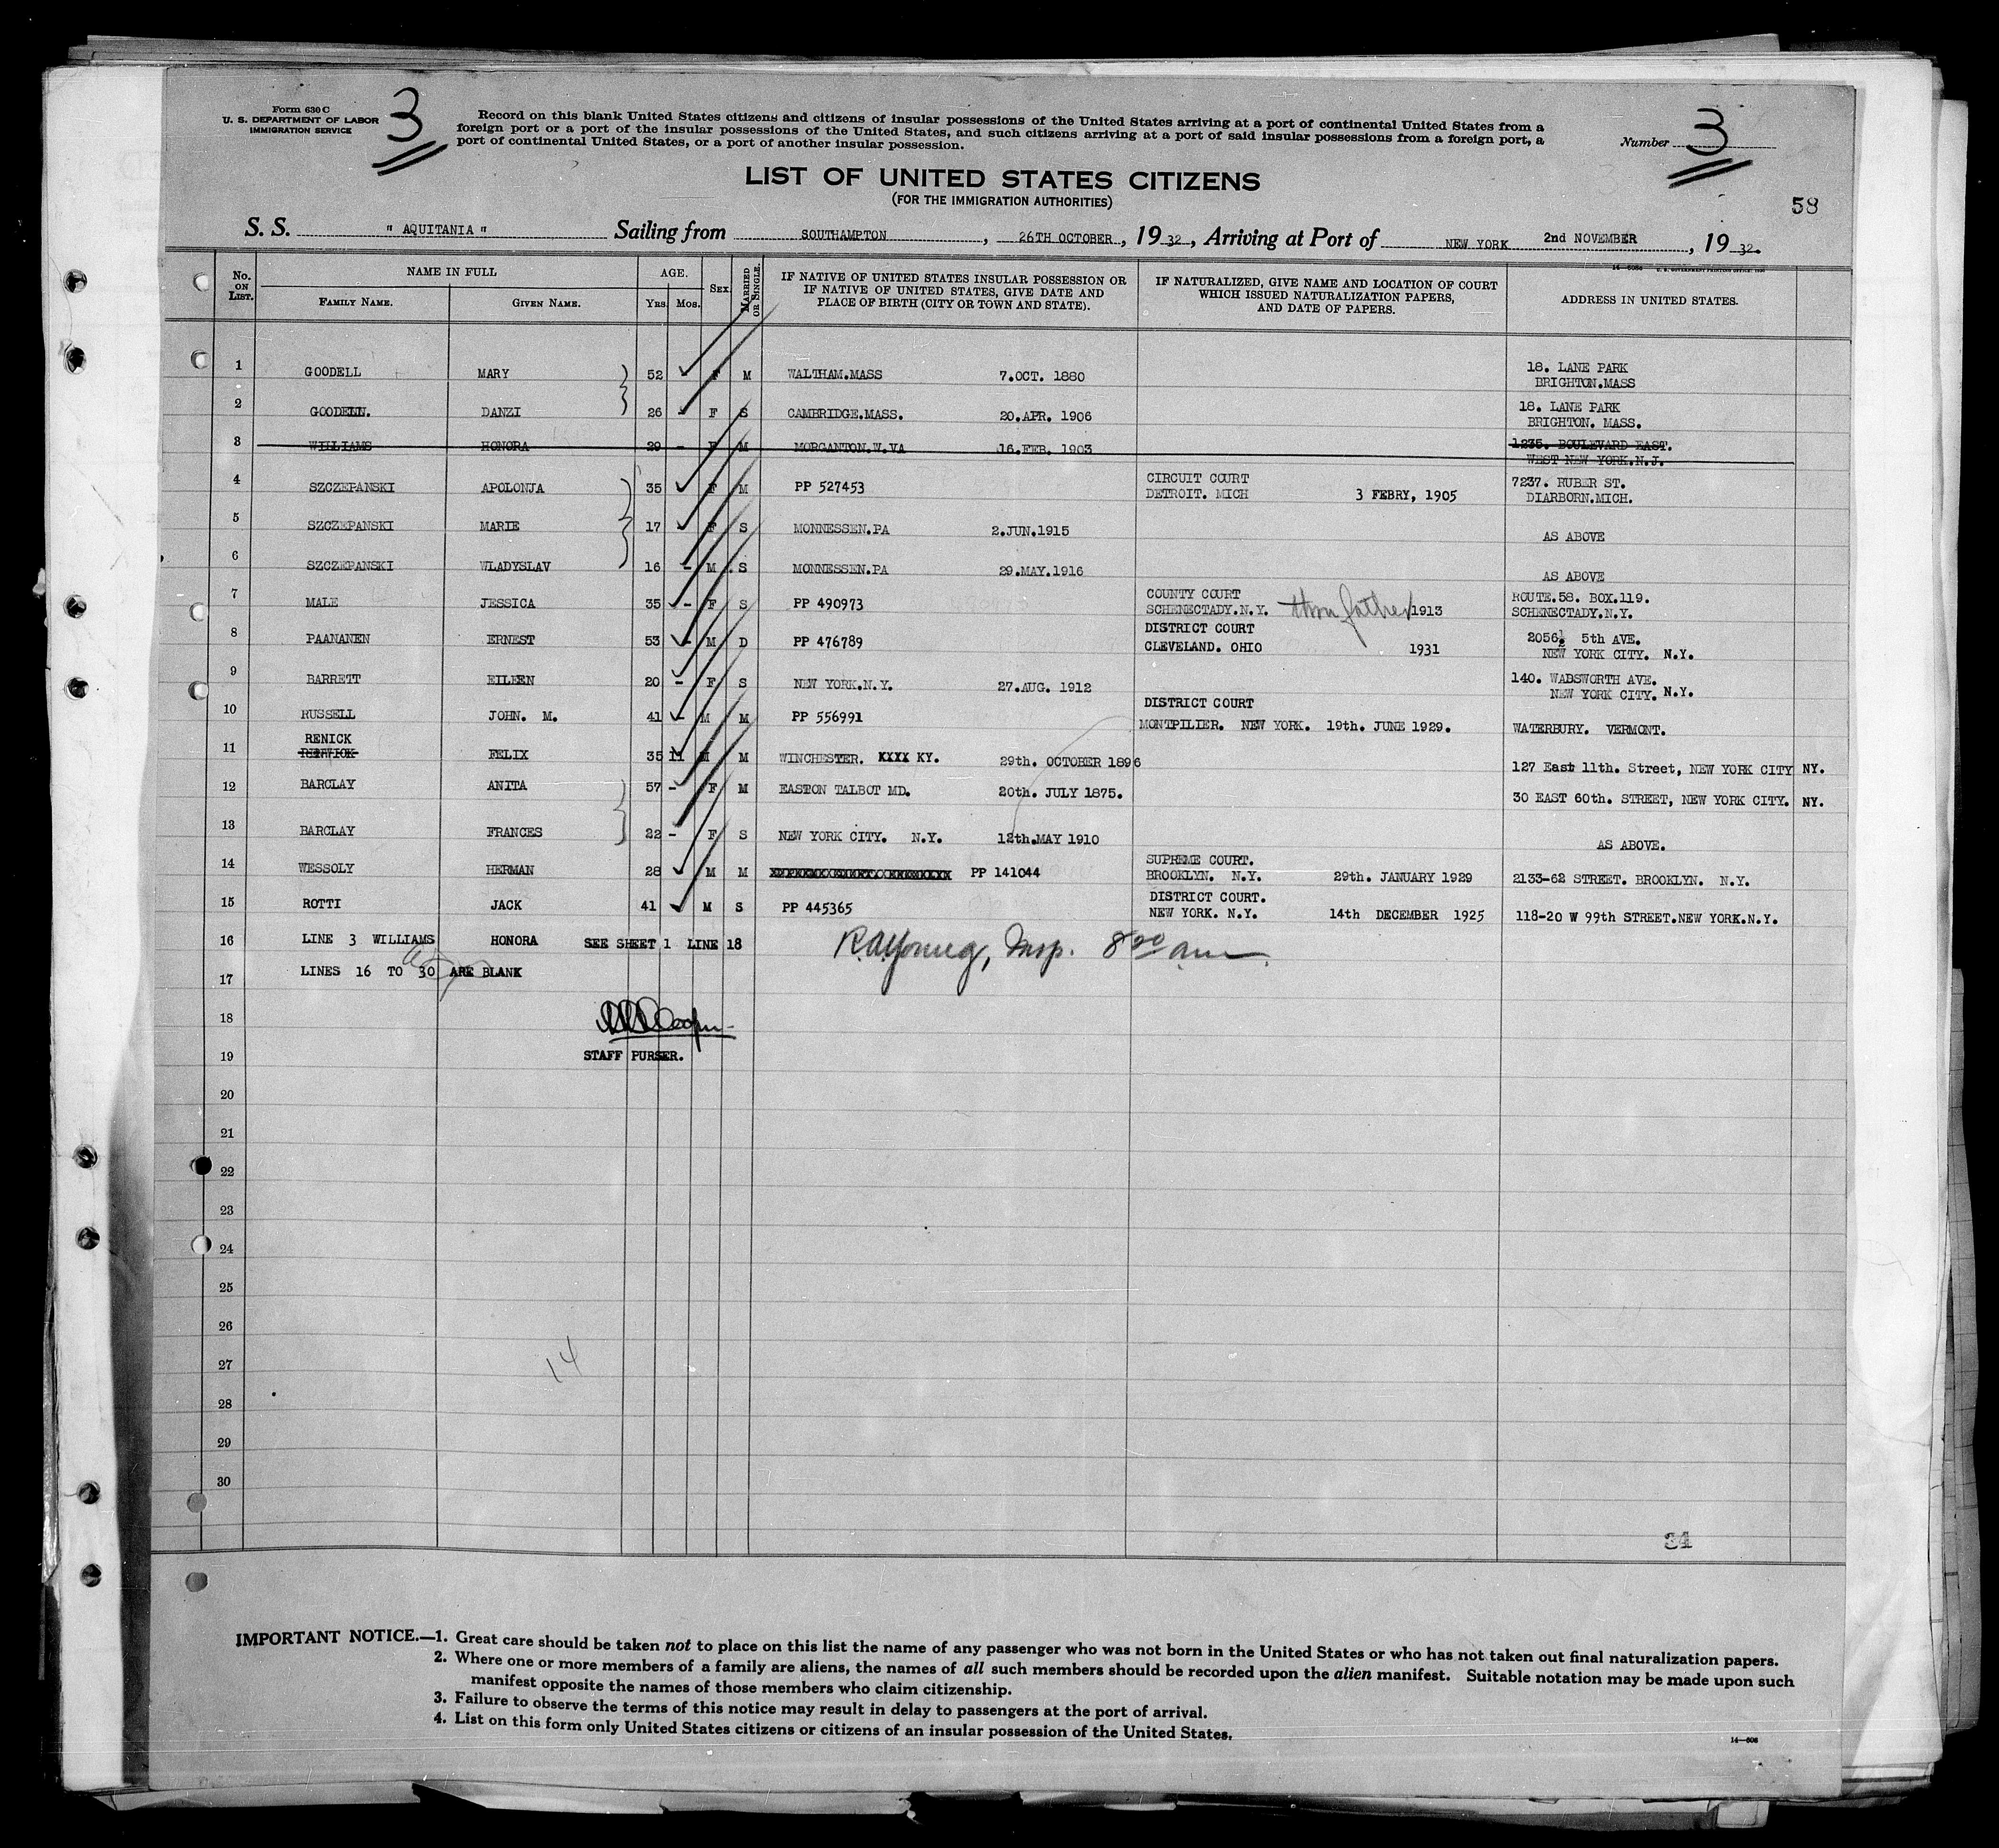 Form 630 C
U. S. DEPARTMENT OF LABOR
IMMIGRATION SERVICE
3
Record on this blank United States citizens and citizens of insular possessions of the United States arriving at a port of continental United States from a
foreign port or a port of the insular possessions of the United States, and such citizens arriving at a port of said insular possessions from a foreign port, a
port of continental United States, or a port of another insular possession.
Number 3
LIST OF UNITED STATES CITIZENS
(FOR THE IMMIGRATION AUTHORITIES)
58
S. S. " AQUITANIA " Sailing from SOUTHAMPTON, 26TH OCTOBER, 19 32, Arriving at Port of NEW YORK 2nd NOVEMBER, 19 32.
No. ON LIST. NAME IN FULL FAMILY NAME. GIVEN NAME. AGE. YRS. MOS. SEX MARRIED OR SINGLE. IF NATIVE OF UNITED STATES INSULAR POSSESSION OR IF NATIVE OF UNITED STATES, GIVE DATE AND PLACE OF BIRTH (CITY OR TOWN AND STATE). IF NATURALIZED, GIVE NAME AND LOCATION OF COURT WHICH ISSUED NATURALIZATION PAPERS, AND DATE OF PAPERS. ADDRESS IN UNITED STATES.
1 GOODELL MARY 52 - F M WALTHAM.MASS 7.OCT. 1880 18. LANE PARK
BRIGHTON.MASS
2 GOODELL. DANZI 26 - F S CAMBRIDGE.MASS. 20.APR. 1906 18. LANE PARK
BRIGHTON. MASS.
3 WILLIAMS HONORA 29 - F M MORGANTON.W.VA 16.FEB. 1903 1235. BOULEVARD EAST.
WEST NEW YORK.N.J.
4 SZCZEPANSKI APOLONJA 35 F M PP 527453 CIRCUIT COURT
DETROIT. MICH 3 FEBRY, 1905 7237. RUBER ST.
DIARBORN.MICH.
5 SZCZEPANSKI MARIE 17 - F S MONNESSEN.PA 2.JUN.1915 AS ABOVE
6 SZCZEPANSKI WLADYSLAV 16 - M S MONNESSEN.PA 29.MAY.1916 AS ABOVE
7 MALE JESSICA 35 - F S PP 490973 COUNTY COURT
SCHENECTADY.N.Y. thru father 1913 ROUTE.58. BOX.119.
SCHENECTADY.N.Y.
8 PAANANEN ERNEST 53 - M D PP 476789 DISTRICT COURT
CLEVELAND. OHIO 1931 2056½ 5th AVE.
NEW YORK CITY. N.Y.
9 BARRETT EILEEN 20 - F S NEW YORK.N.Y. 27.AUG. 1912 140. WADSWORTH AVE.
NEW YORK CITY. N.Y.
10 RUSSELL JOHN. M. 41 - M M PP 556991 DISTRICT COURT
MONTPILIER. NEW YORK. 19th. JUNE 1929. WATERBURY. VERMONT.
11 RENICK
RENWICK FELIX 35 11 M M WINCHESTER. XXXX KY. 29th. OCTOBER 1896 127 East 11th. Street, NEW YORK CITY NY.
12 BARCLAY ANITA 57 - F M EASTON TALBOT MD. 20th. JULY 1875. 30 EAST 60th. STREET, NEW YORK CITY. NY.
13 BARCLAY FRANCES 22 - F S NEW YORK CITY. N.Y. 12th.MAY 1910 AS ABOVE.
14 WESSOLY HERMAN 28 M M PP 141044 SUPREME COURT.
BROOKLYN. N.Y. 29th. JANUARY 1929 2133-62 STREET. BROOKLYN. N.Y.
15 ROTTI JACK 41 M S PP 445365 DISTRICT COURT.
NEW YORK. N.Y. 14th DECEMBER 1925 118-20 W 99th STREET.NEW YORK.N.Y.
16 LINE 3 WILLIAMS HONORA SEE SHEET 1 LINE 18 R.A.Young, Insp. 8 20 am
17 LINES 16 TO 30 ARE BLANK
18
19 STAFF PURSER.
20
21
22
23
24
25
26
27 14
28
29
30
34
IMPORTANT NOTICE.—1. Great care should be taken not to place on this list the name of any passenger who was not born in the United States or who has not taken out final naturalization papers.
2. Where one or more members of a family are aliens, the names of all such members should be recorded upon the alien manifest. Suitable notation may be made upon such
manifest opposite the names of those members who claim citizenship.
3. Failure to observe the terms of this notice may result in delay to passengers at the port of arrival.
4. List on this form only United States citizens or citizens of an insular possession of the United States.